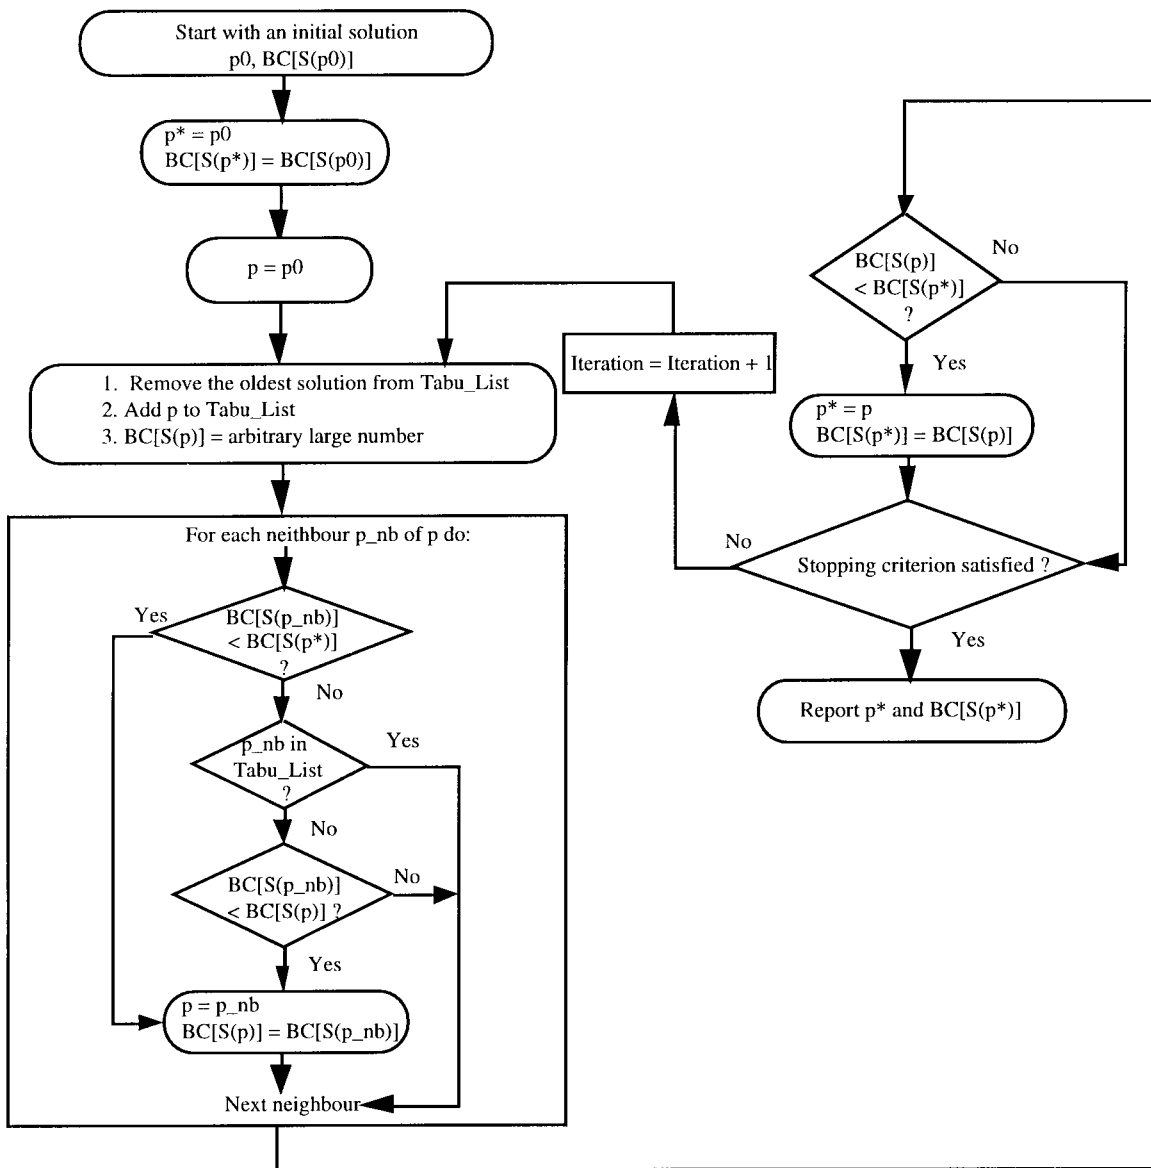 Start with an initial solution
p0, BC[S(p0)]
p* = p0
BC[S(p*)] = BC[S(p0)]
p = p0
1. Remove the oldest solution from Tabu_List
2. Add p to Tabu_List
3. BC[S(p)] = arbitrary large number
For each neithbour p_nb of p do:
Yes
BC[S(p_nb)]
< BC[S(p*)]
?
No
p_nb in
Tabu_List
?
Yes
No
BC[S(p_nb)]
< BC[S(p)] ?
No
Yes
p = p_nb
BC[S(p)] = BC[S(p_nb)]
Next neighbour
Iteration = Iteration + 1
BC[S(p)]
< BC[S(p*)]
?
No
Yes
p* = p
BC[S(p*)] = BC[S(p)]
No
Stopping criterion satisfied ?
Yes
Report p* and BC[S(p*)]